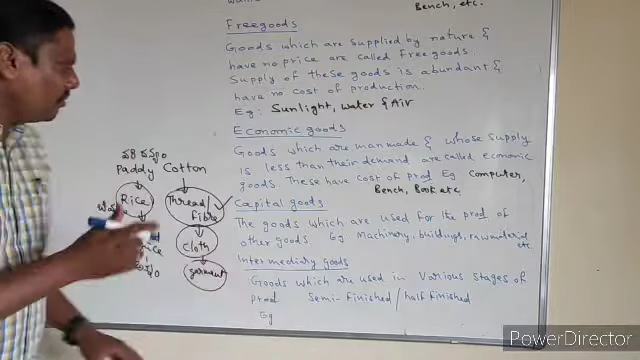 Bench, etc.
Free goods
Goods which are supplied by nature &
have no price are called Free goods.
Supply of these goods is abundant &
have no cost of production.
Eg: Sunlight, water & Air
Economic goods
Goods which are manmade & whose supply
is less than their demand are called economic
goods. These have cost of prod Eg Computer,
Bench, Book etc
Capital goods
The goods which are used for the prod of
other goods Eg Machinery, buildings, raw material
etc.
Intermediary goods
Goods which are used in Various stages of
prod Semi-finished / half finished
Eg
Paddy Cotton
Rice Thread/
Fibre
Cloth
garment
PowerDirector